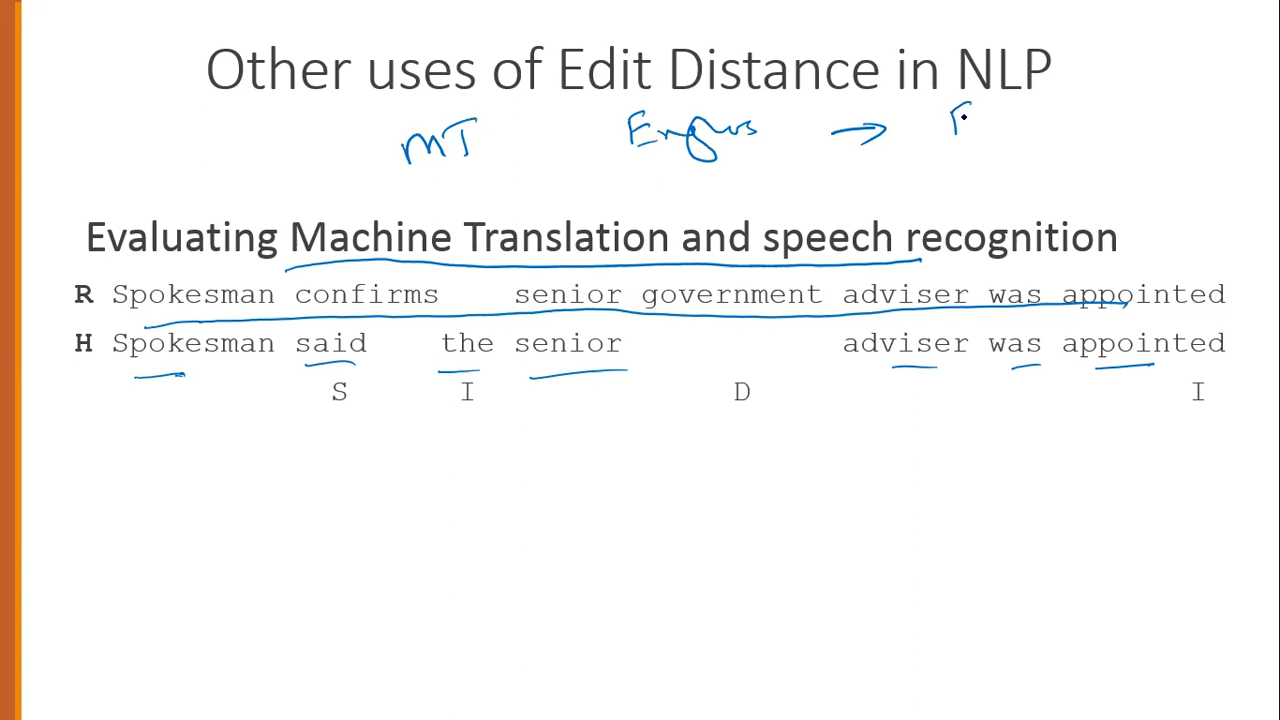 Other uses of Edit Distance in NLP
MT →
Evaluating Machine Translation and speech recognition
R Spokesman confirms senior government adviser was appointed
H Spokesman said the senior adviser was appointed
S I D I